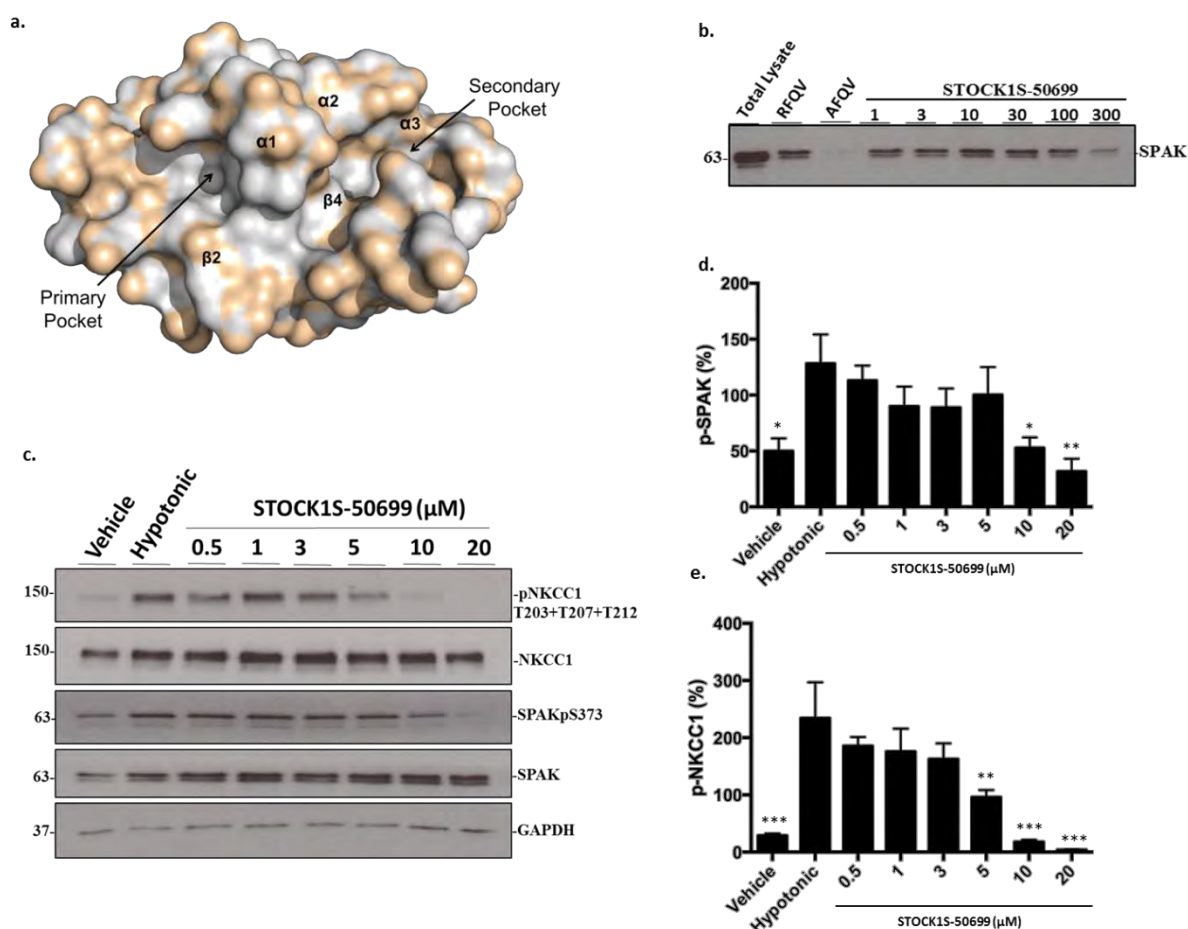 a.
α2
α3
α1
β4
β2
Secondary
Pocket
Primary
Pocket
b.
Total Lysate
RFQV
AFQV
STOCK1S-50699
1 3 10 30 100 300
63-
-SPAK
c.
Vehicle
Hypotonic
STOCK1S-50699 (µM)
0.5 1 3 5 10 20
150-
-pNKCC1
T203+T207+T212
150-
-NKCC1
63-
-SPAKpS373
63-
-SPAK
37-
-GAPDH
d.
p-SPAK (%)
200
150
100
50
0
*
*
**
Vehicle
Hypotonic
0.5
1
3
5
10
20
STOCK1S-50699 (µM)
e.
p-NKCC1 (%)
400
300
200
100
0
***
**
***
***
Vehicle
Hypotonic
0.5
1
3
5
10
20
STOCK1S-50699 (µM)